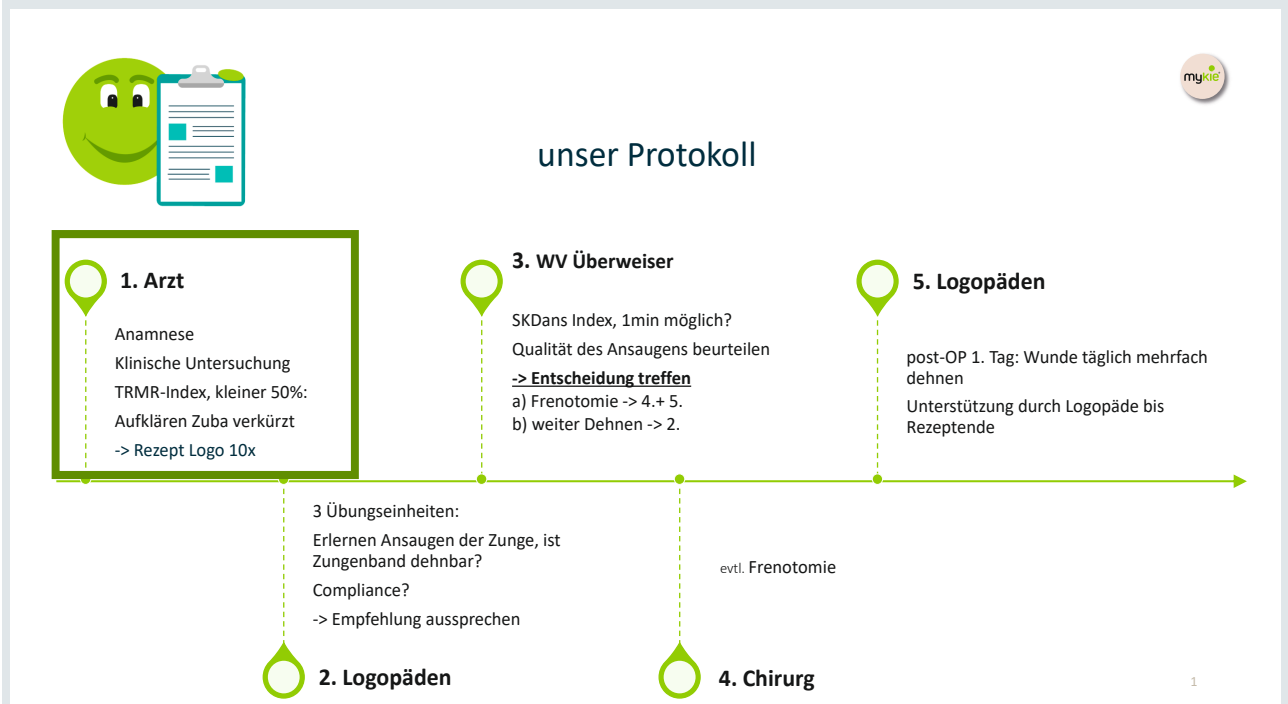 mykie
unser Protokoll
1. Arzt
Anamnese
Klinische Untersuchung
TRMR-Index, kleiner 50%:
Aufklären Zuba verkürzt
-> Rezept Logo 10x
3 Übungseinheiten:
Erlernen Ansaugen der Zunge, ist
Zungenband dehnbar?
Compliance?
-> Empfehlung aussprechen
2. Logopäden
3. WV Überweiser
SKDans Index, 1min möglich?
Qualität des Ansaugens beurteilen
-> Entscheidung treffen
a) Frenotomie -> 4.+ 5.
b) weiter Dehnen -> 2.
evtl. Frenotomie
4. Chirurg
5. Logopäden
post-OP 1. Tag: Wunde täglich mehrfach
dehnen
Unterstützung durch Logopäde bis
Rezeptende
1